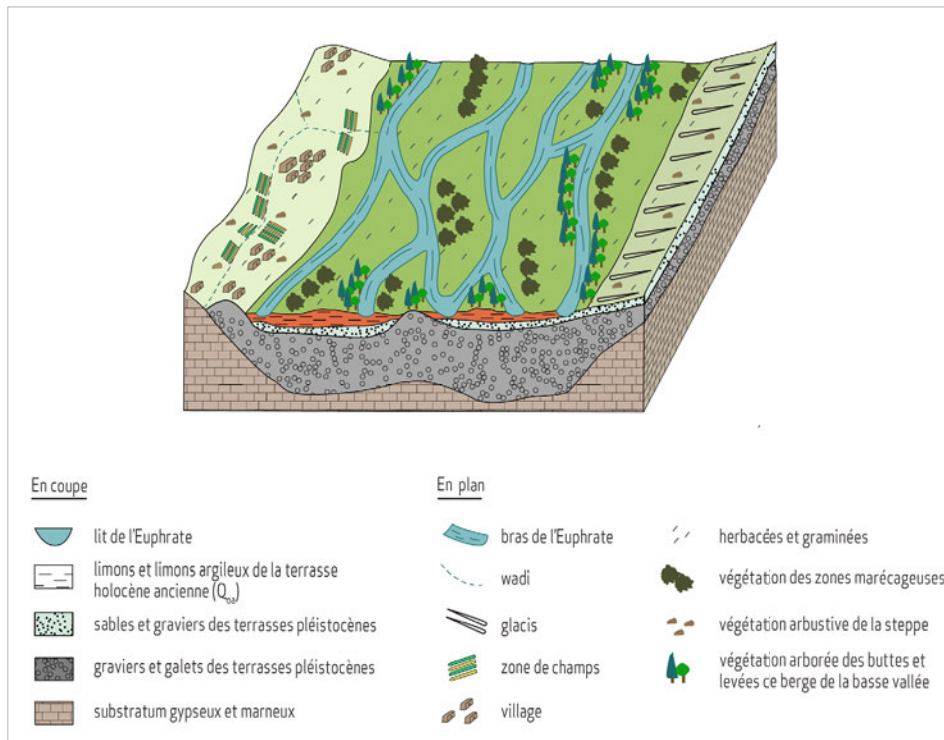 En coupe
lit de l'Euphrate
limons et limons argileux de la terrasse
holocène ancienne (Qoa)
sables et graviers des terrasses pléistocènes
graviers et galets des terrasses pléistocènes
substratum gypseux et marneux
En plan
bras de l'Euphrate
wadi
glacis
zone de champs
village
herbacées et graminées
végétation des zones marécageuses
végétation arbustive de la steppe
végétation arborée des buttes et
levées ce berge de la basse vallée